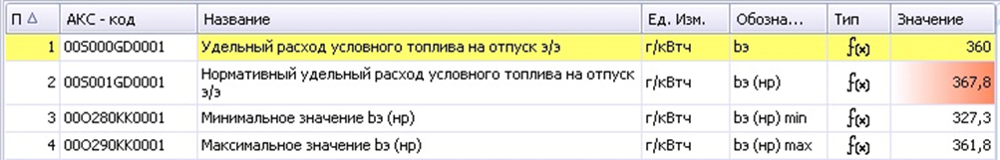 П АКС - код Название Ед. Изм. Обозна... Тип Значение
1 00S000GD0001 Удельный расход условного топлива на отпуск э/э г/кВтч bэ f(x) 360
2 00S001GD0001 Нормативный удельный расход условного топлива на отпуск э/э г/кВтч bэ (нр) f(x) 367,8
3 00O280KK0001 Минимальное значение bэ (нр) г/кВтч bэ (нр) min f(x) 327,3
4 00O290KK0001 Максимальное значение bэ (нр) г/кВтч bэ (нр) max f(x) 361,8